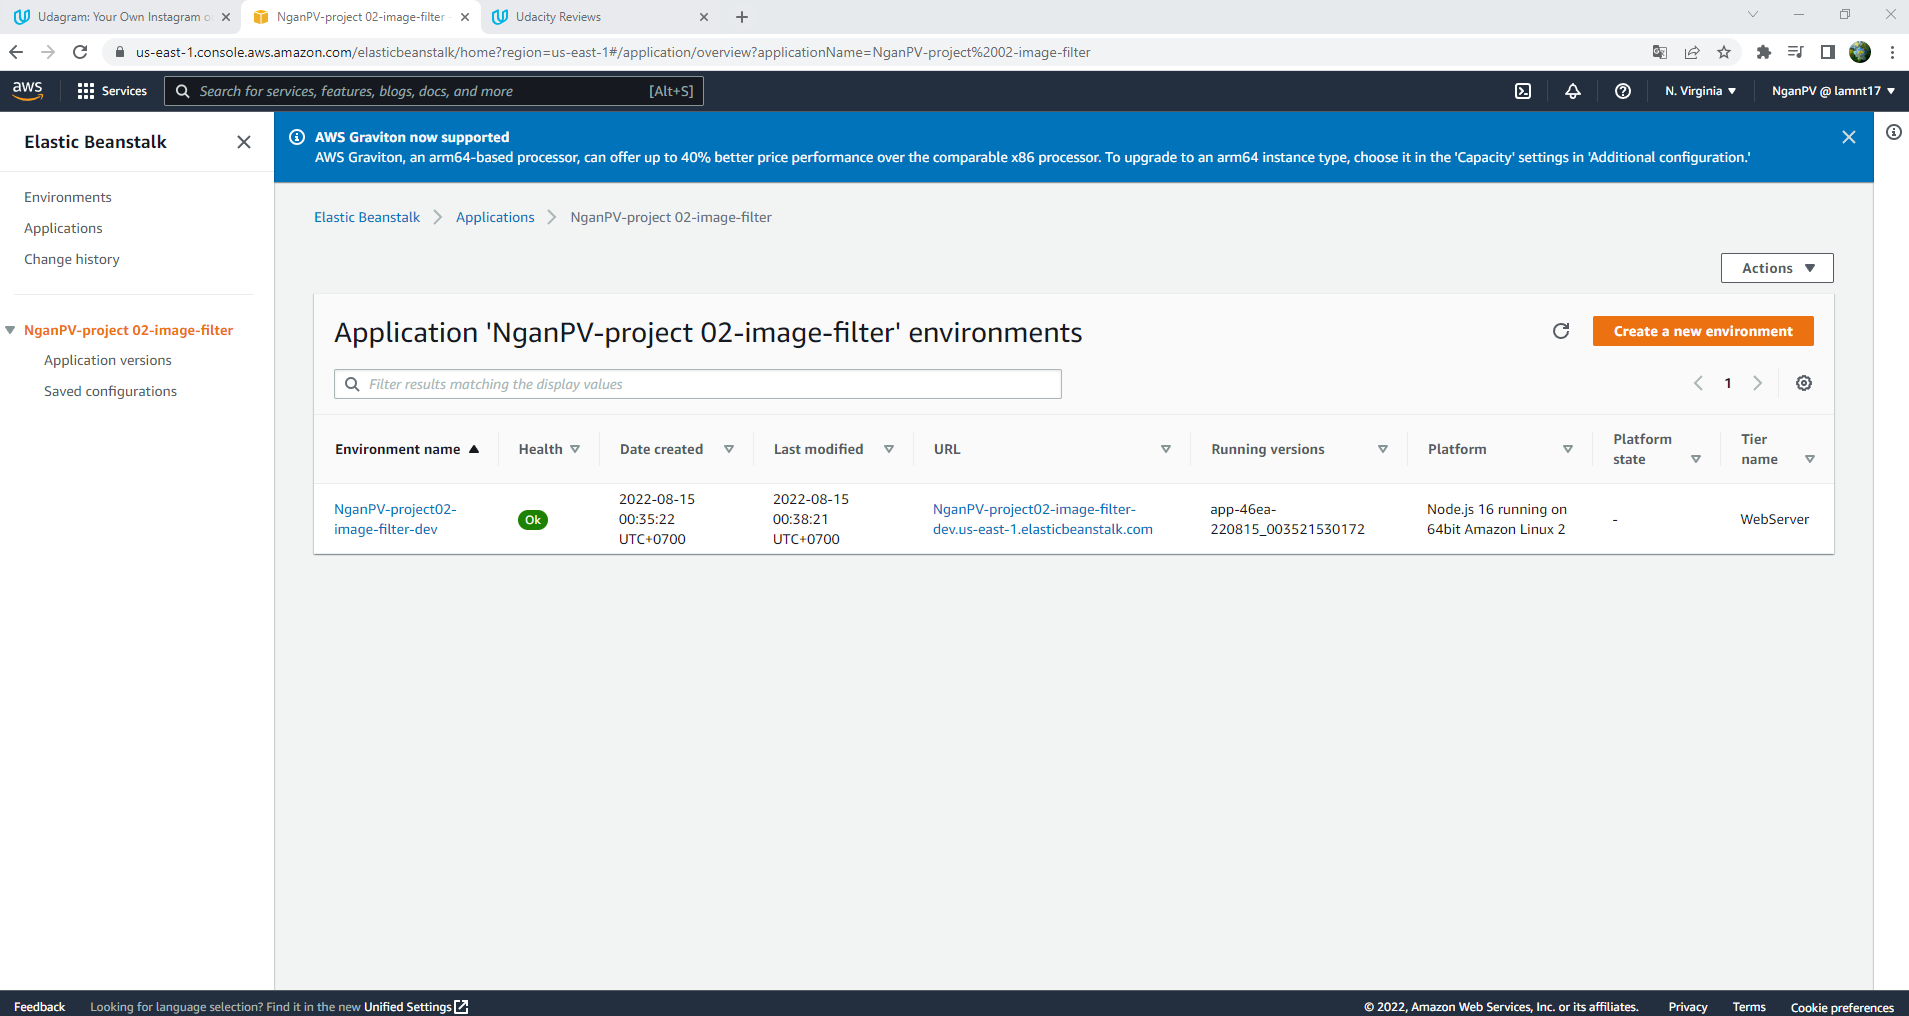 Udagram: Your Own Instagram o
NganPV-project 02-image-filter
Udacity Reviews
us-east-1.console.aws.amazon.com/elasticbeanstalk/home?region=us-east-1#/application/overview?applicationName=NganPV-project%2002-image-filter
aws
Services
Search for services, features, blogs, docs, and more
[Alt+S]
N. Virginia
NganPV @ lamnt17
Elastic Beanstalk
Environments
Applications
Change history
NganPV-project 02-image-filter
Application versions
Saved configurations
AWS Graviton now supported
AWS Graviton, an arm64-based processor, can offer up to 40% better price performance over the comparable x86 processor. To upgrade to an arm64 instance type, choose it in the 'Capacity' settings in 'Additional configuration.'
Elastic Beanstalk
Applications
NganPV-project 02-image-filter
Actions
Application 'NganPV-project 02-image-filter' environments
Create a new environment
Filter results matching the display values
1
Environment name
Health
Date created
Last modified
URL
Running versions
Platform
Platform
state
Tier
name
NganPV-project02-
image-filter-dev
Ok
2022-08-15
00:35:22
UTC+0700
2022-08-15
00:38:21
UTC+0700
NganPV-project02-image-filter-
dev.us-east-1.elasticbeanstalk.com
app-46ea-
220815_003521530172
Node.js 16 running on
64bit Amazon Linux 2
-
WebServer
Feedback
Looking for language selection? Find it in the new Unified Settings
© 2022, Amazon Web Services, Inc. or its affiliates.
Privacy
Terms
Cookie preferences